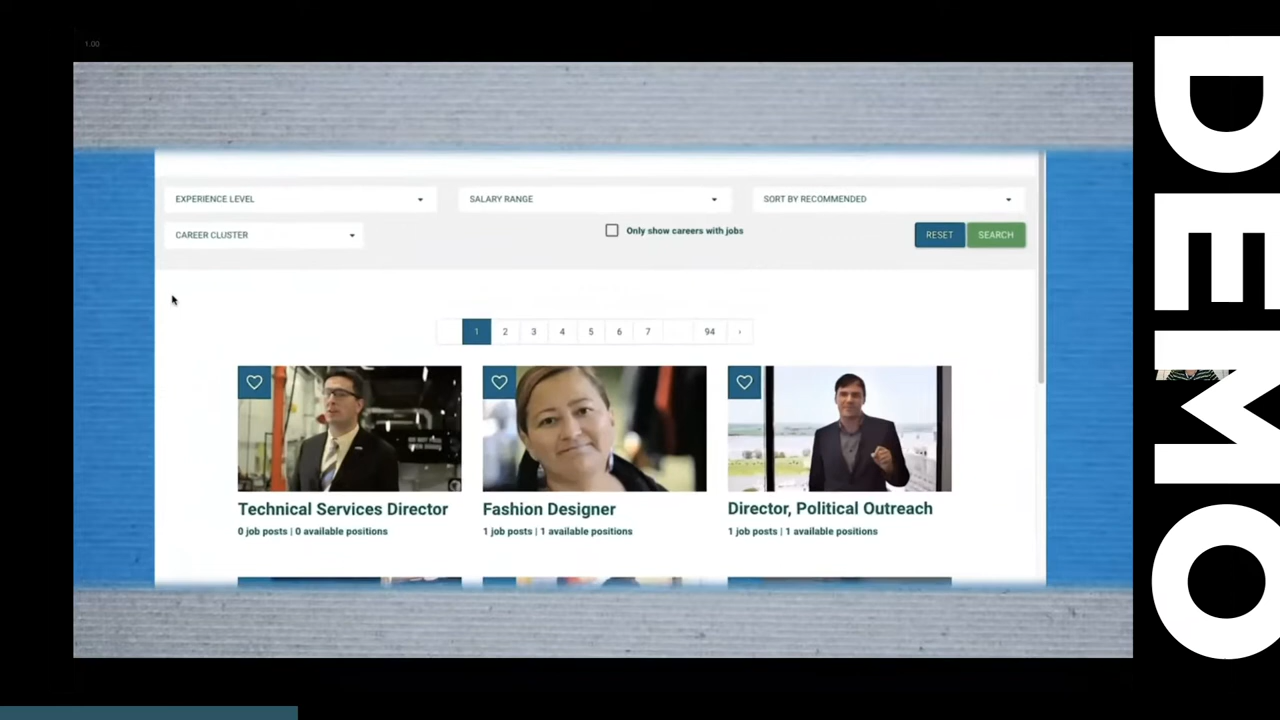 1.00
EXPERIENCE LEVEL
SALARY RANGE
SORT BY RECOMMENDED
CAREER CLUSTER
Only show careers with jobs
RESET
SEARCH
1 2 3 4 5 6 7 ... 94 ›
Technical Services Director
Fashion Designer
Director, Political Outreach
0 job posts | 0 available positions
1 job posts | 1 available positions
1 job posts | 1 available positions
DEMO